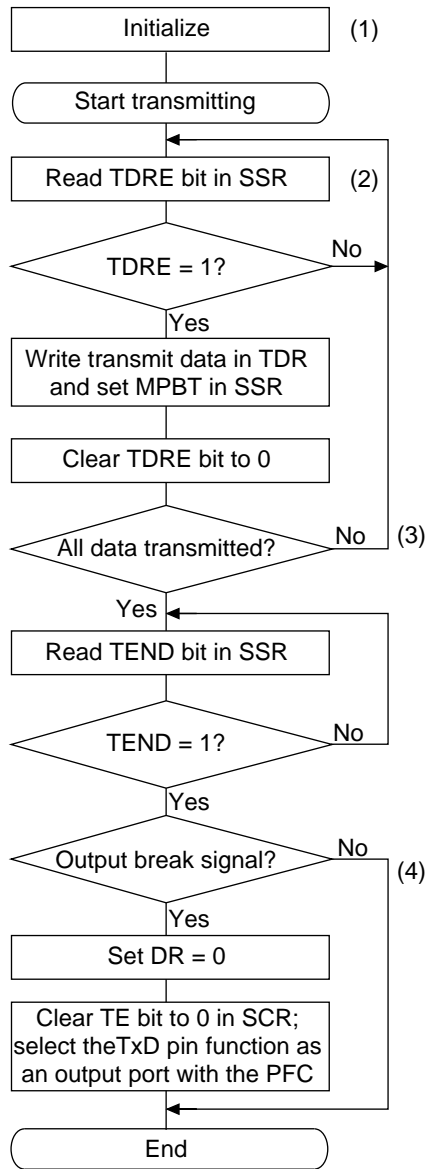 Initialize (1)
Start transmitting
Read TDRE bit in SSR (2)
TDRE = 1? No
Yes
Write transmit data in TDR
and set MPBT in SSR
Clear TDRE bit to 0
All data transmitted? No (3)
Yes
Read TEND bit in SSR
TEND = 1? No
Yes
Output break signal? No (4)
Yes
Set DR = 0
Clear TE bit to 0 in SCR;
select theTxD pin function as
an output port with the PFC
End